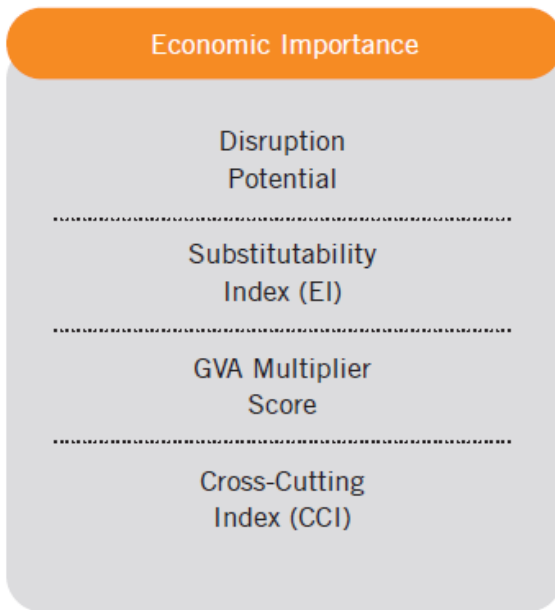 Economic Importance
Disruption
Potential
Substitutability
Index (EI)
GVA Multiplier
Score
Cross-Cutting
Index (CCI)